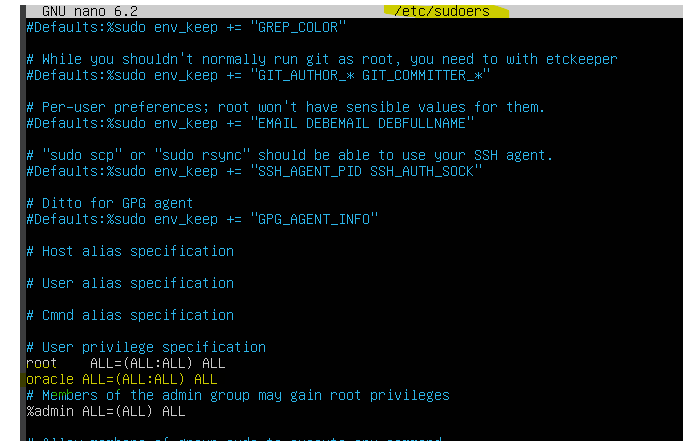 GNU nano 6.2 /etc/sudoers
#Defaults:%sudo env_keep += "GREP_COLOR"
# While you shouldn't normally run git as root, you need to with etckeeper
#Defaults:%sudo env_keep += "GIT_AUTHOR_* GIT_COMMITTER_*"
# Per-user preferences; root won't have sensible values for them.
#Defaults:%sudo env_keep += "EMAIL DEBEMAIL DEBFULLNAME"
# "sudo scp" or "sudo rsync" should be able to use your SSH agent.
#Defaults:%sudo env_keep += "SSH_AGENT_PID SSH_AUTH_SOCK"
# Ditto for GPG agent
#Defaults:%sudo env_keep += "GPG_AGENT_INFO"
# Host alias specification
# User alias specification
# Cmnd alias specification
# User privilege specification
root    ALL=(ALL:ALL) ALL
oracle ALL=(ALL:ALL) ALL
# Members of the admin group may gain root privileges
%admin ALL=(ALL) ALL